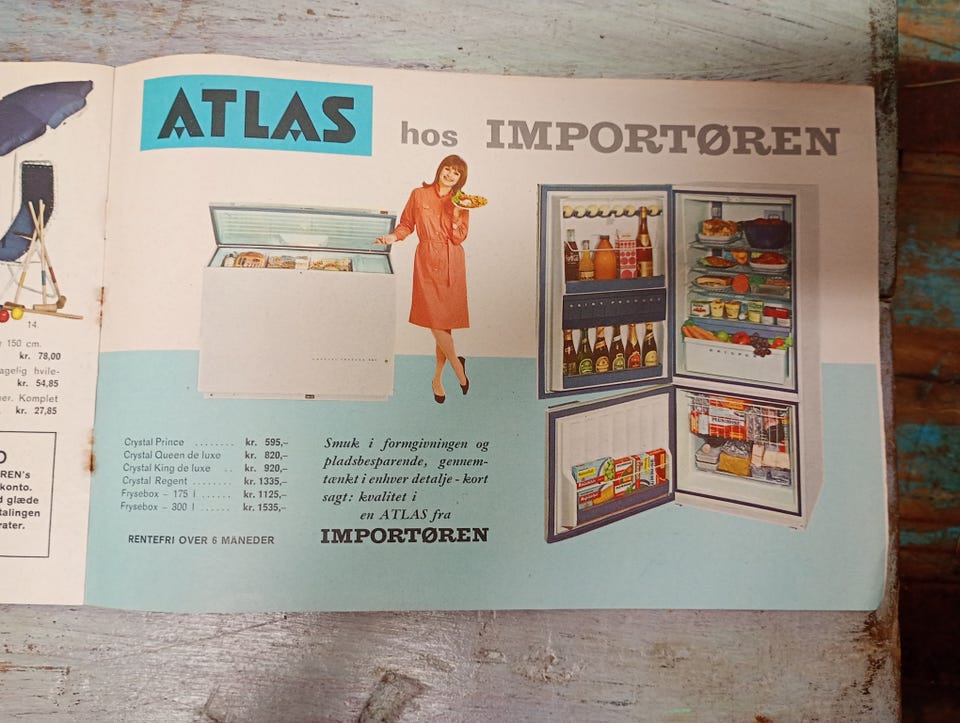 ATLAS hos IMPORTØREN
14.
150 cm.
kr. 78,00
agelig hvile-
kr. 54,85
er. Komplet
kr. 27,85
O
REN's
konto.
d glæde
talingen
rater.
Crystal Prince ........ kr. 595,–
Crystal Queen de luxe kr. 820,–
Crystal King de luxe .. kr. 920,–
Crystal Regent ....... kr. 1335,–
Frysebox – 175 l ...... kr. 1125,–
Frysebox – 300 l ...... kr. 1535,–
RENTEFRI OVER 6 MÅNEDER
Smuk i formgivningen og
pladsbesparende, gennem-
tænkt i enhver detalje - kort
sagt: kvalitet i
en ATLAS fra
IMPORTØREN